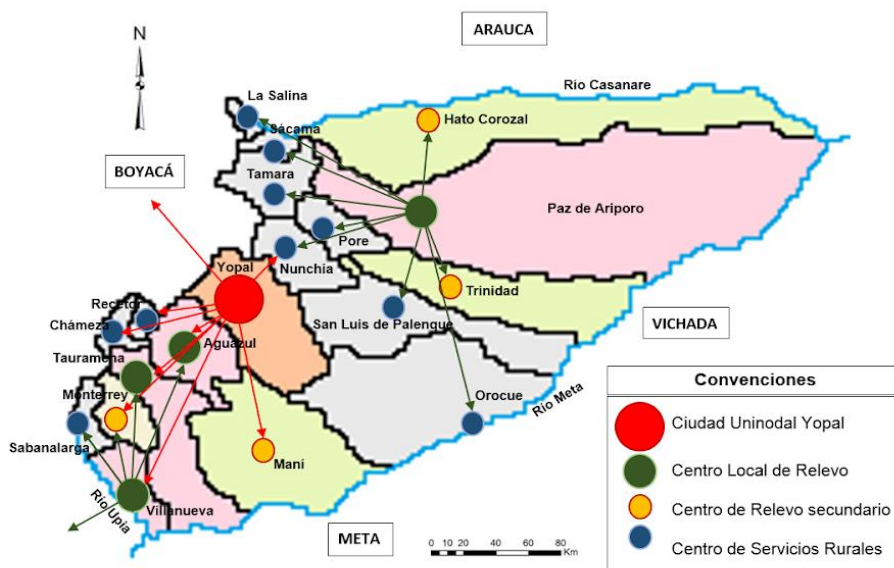 N
ARAUCA
La Salina
Río Casanare
Hato Corozal
Sácama
BOYACÁ
Tamara
Paz de Ariporo
Pore
Yopal
Nunchía
Trinidad
Recetor
San Luis de Palenque
VICHADA
Chámeza
Aguazul
Tauramena
Monterrey
Orocue
Río Meta
Sabanalarga
Maní
Río Upía
Villanueva
META
0 10 20 40 60 80
Km
Convenciones
Ciudad Uninodal Yopal
Centro Local de Relevo
Centro de Relevo secundario
Centro de Servicios Rurales